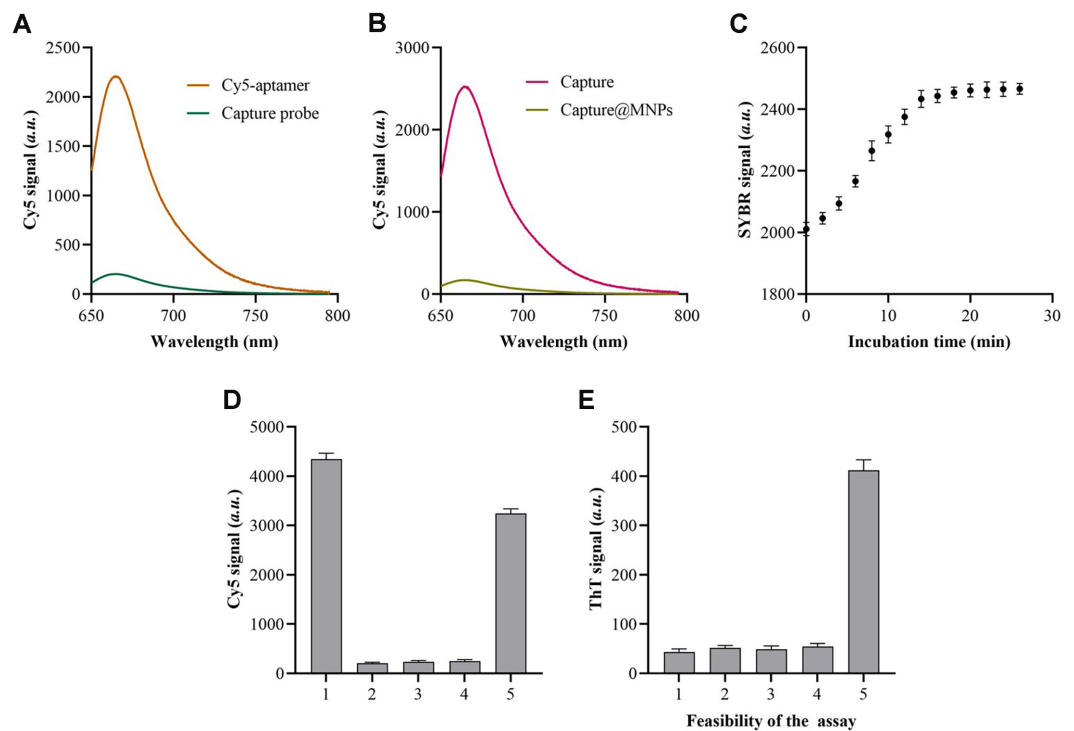 A
Cy5 signal (a.u.)
2500
2000
1500
1000
500
0
650
700
750
800
Wavelength (nm)
Cy5-aptamer
Capture probe
B
Cy5 signal (a.u.)
3000
2000
1000
0
650
700
750
800
Wavelength (nm)
Capture
Capture@MNPs
C
SYBR signal (a.u.)
2600
2400
2200
2000
1800
0
10
20
30
Incubation time (min)
D
Cy5 signal (a.u.)
5000
4000
3000
2000
1000
0
1
2
3
4
5
E
ThT signal (a.u.)
500
400
300
200
100
0
1
2
3
4
5
Feasibility of the assay